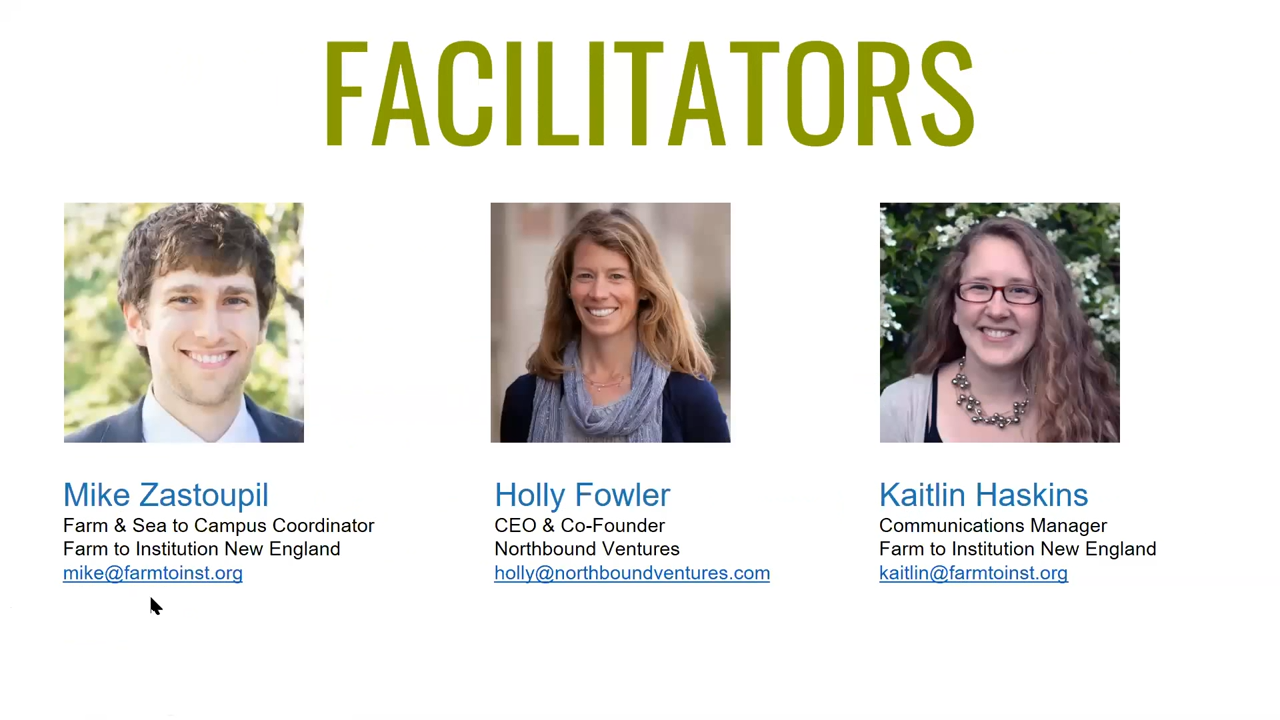 FACILITATORS
Mike Zastoupil
Farm & Sea to Campus Coordinator
Farm to Institution New England
mike@farmtoinst.org
Holly Fowler
CEO & Co-Founder
Northbound Ventures
holly@northboundventures.com
Kaitlin Haskins
Communications Manager
Farm to Institution New England
kaitlin@farmtoinst.org